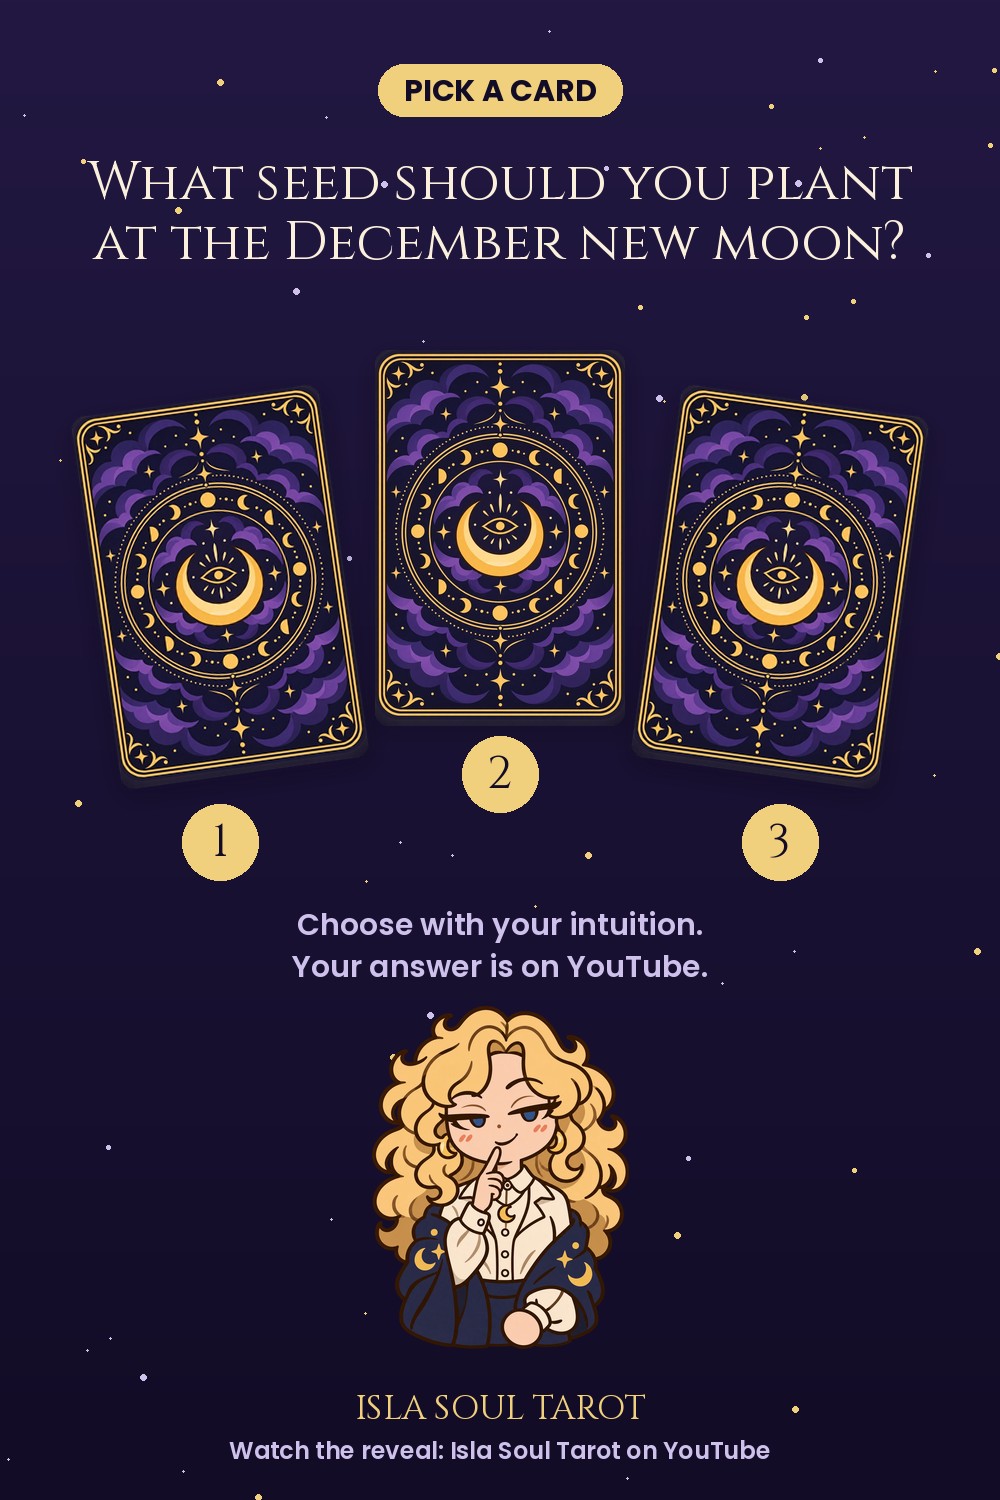 PICK A CARD
What seed should you plant
at the December new moon?
2
1
3
Choose with your intuition.
Your answer is on YouTube.
ISLA SOUL TAROT
Watch the reveal: Isla Soul Tarot on YouTube